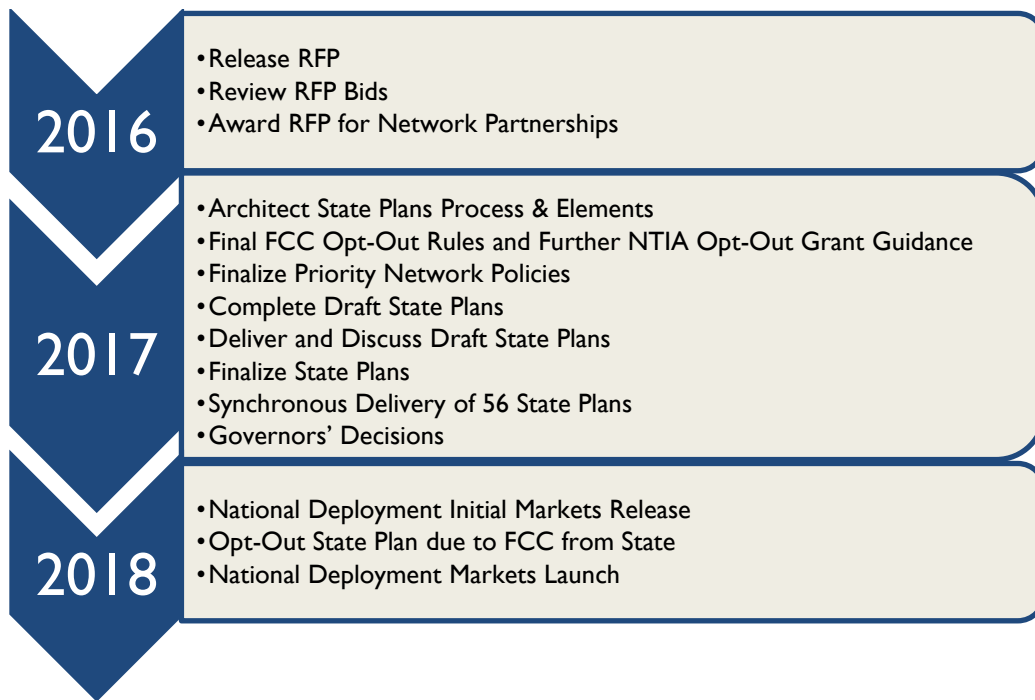 2016
•Release RFP
•Review RFP Bids
•Award RFP for Network Partnerships
2017
•Architect State Plans Process & Elements
•Final FCC Opt-Out Rules and Further NTIA Opt-Out Grant Guidance
•Finalize Priority Network Policies
•Complete Draft State Plans
•Deliver and Discuss Draft State Plans
•Finalize State Plans
•Synchronous Delivery of 56 State Plans
•Governors’ Decisions
2018
•National Deployment Initial Markets Release
•Opt-Out State Plan due to FCC from State
•National Deployment Markets Launch